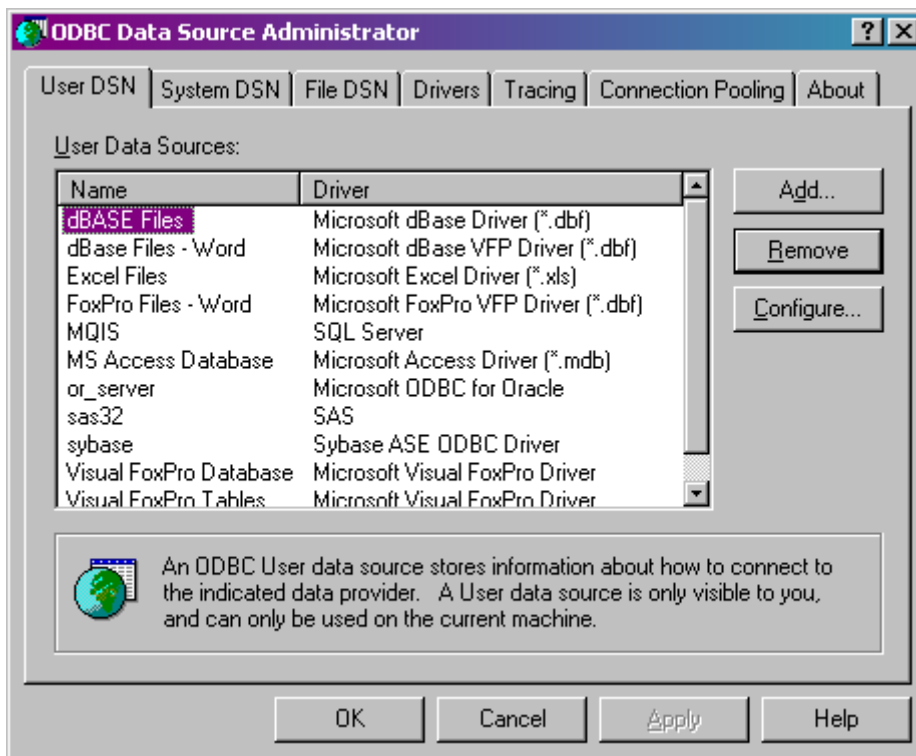 ODBC Data Source Administrator
User DSN System DSN File DSN Drivers Tracing Connection Pooling About
User Data Sources:
Name Driver
dBASE Files Microsoft dBase Driver (*.dbf)
dBase Files - Word Microsoft dBase VFP Driver (*.dbf)
Excel Files Microsoft Excel Driver (*.xls)
FoxPro Files - Word Microsoft FoxPro VFP Driver (*.dbf)
MQIS SQL Server
MS Access Database Microsoft Access Driver (*.mdb)
or_server Microsoft ODBC for Oracle
sas32 SAS
sybase Sybase ASE ODBC Driver
Visual FoxPro Database Microsoft Visual FoxPro Driver
Visual FoxPro Tables Microsoft Visual FoxPro Driver
Add...
Remove
Configure...
An ODBC User data source stores information about how to connect to
the indicated data provider. A User data source is only visible to you,
and can only be used on the current machine.
OK Cancel Apply Help